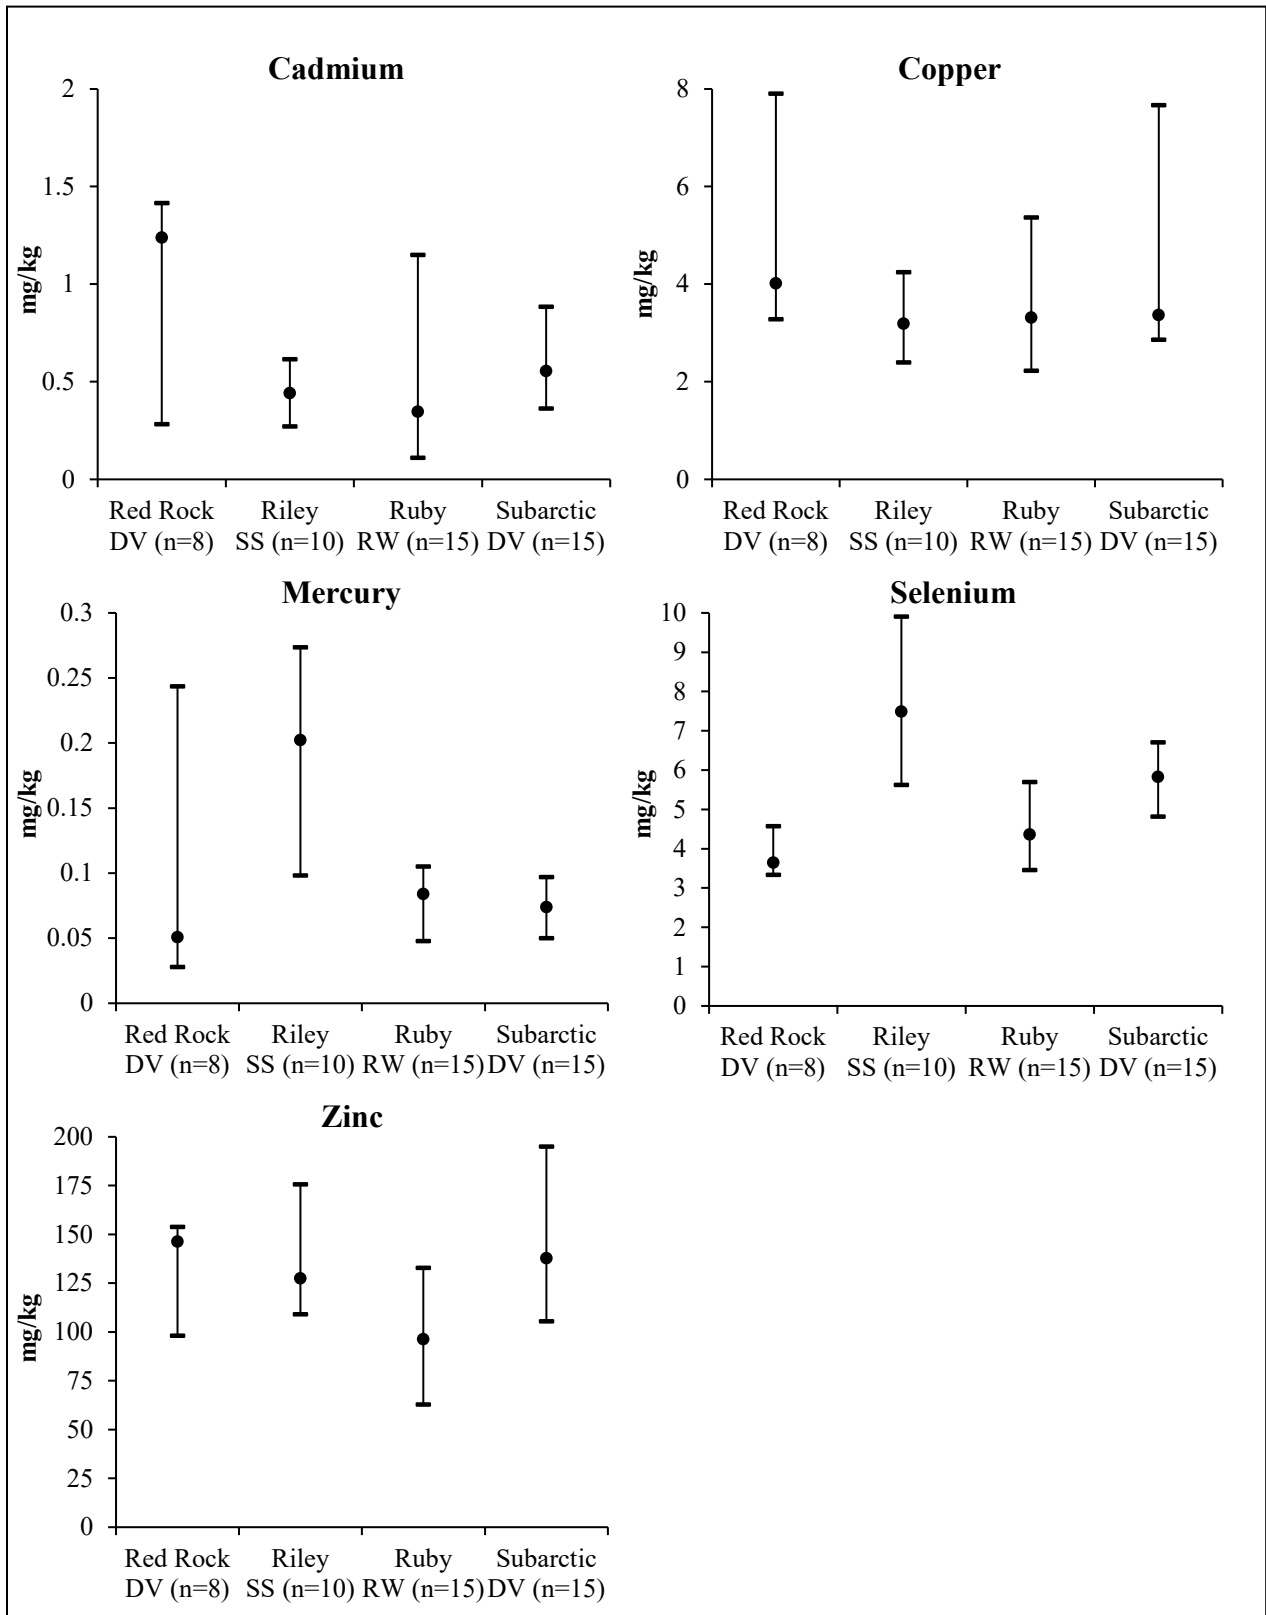 Cadmium
2
1.5
1
0.5
0
mg/kg
Red Rock Riley Ruby Subarctic
DV (n=8) SS (n=10) RW (n=15) DV (n=15)
Copper
8
6
4
2
0
mg/kg
Red Rock Riley Ruby Subarctic
DV (n=8) SS (n=10) RW (n=15) DV (n=15)
Mercury
0.3
0.25
0.2
0.15
0.1
0.05
0
mg/kg
Red Rock Riley Ruby Subarctic
DV (n=8) SS (n=10) RW (n=15) DV (n=15)
Selenium
10
9
8
7
6
5
4
3
2
1
0
mg/kg
Red Rock Riley Ruby Subarctic
DV (n=8) SS (n=10) RW (n=15) DV (n=15)
Zinc
200
175
150
125
100
75
50
25
0
mg/kg
Red Rock Riley Ruby Subarctic
DV (n=8) SS (n=10) RW (n=15) DV (n=15)